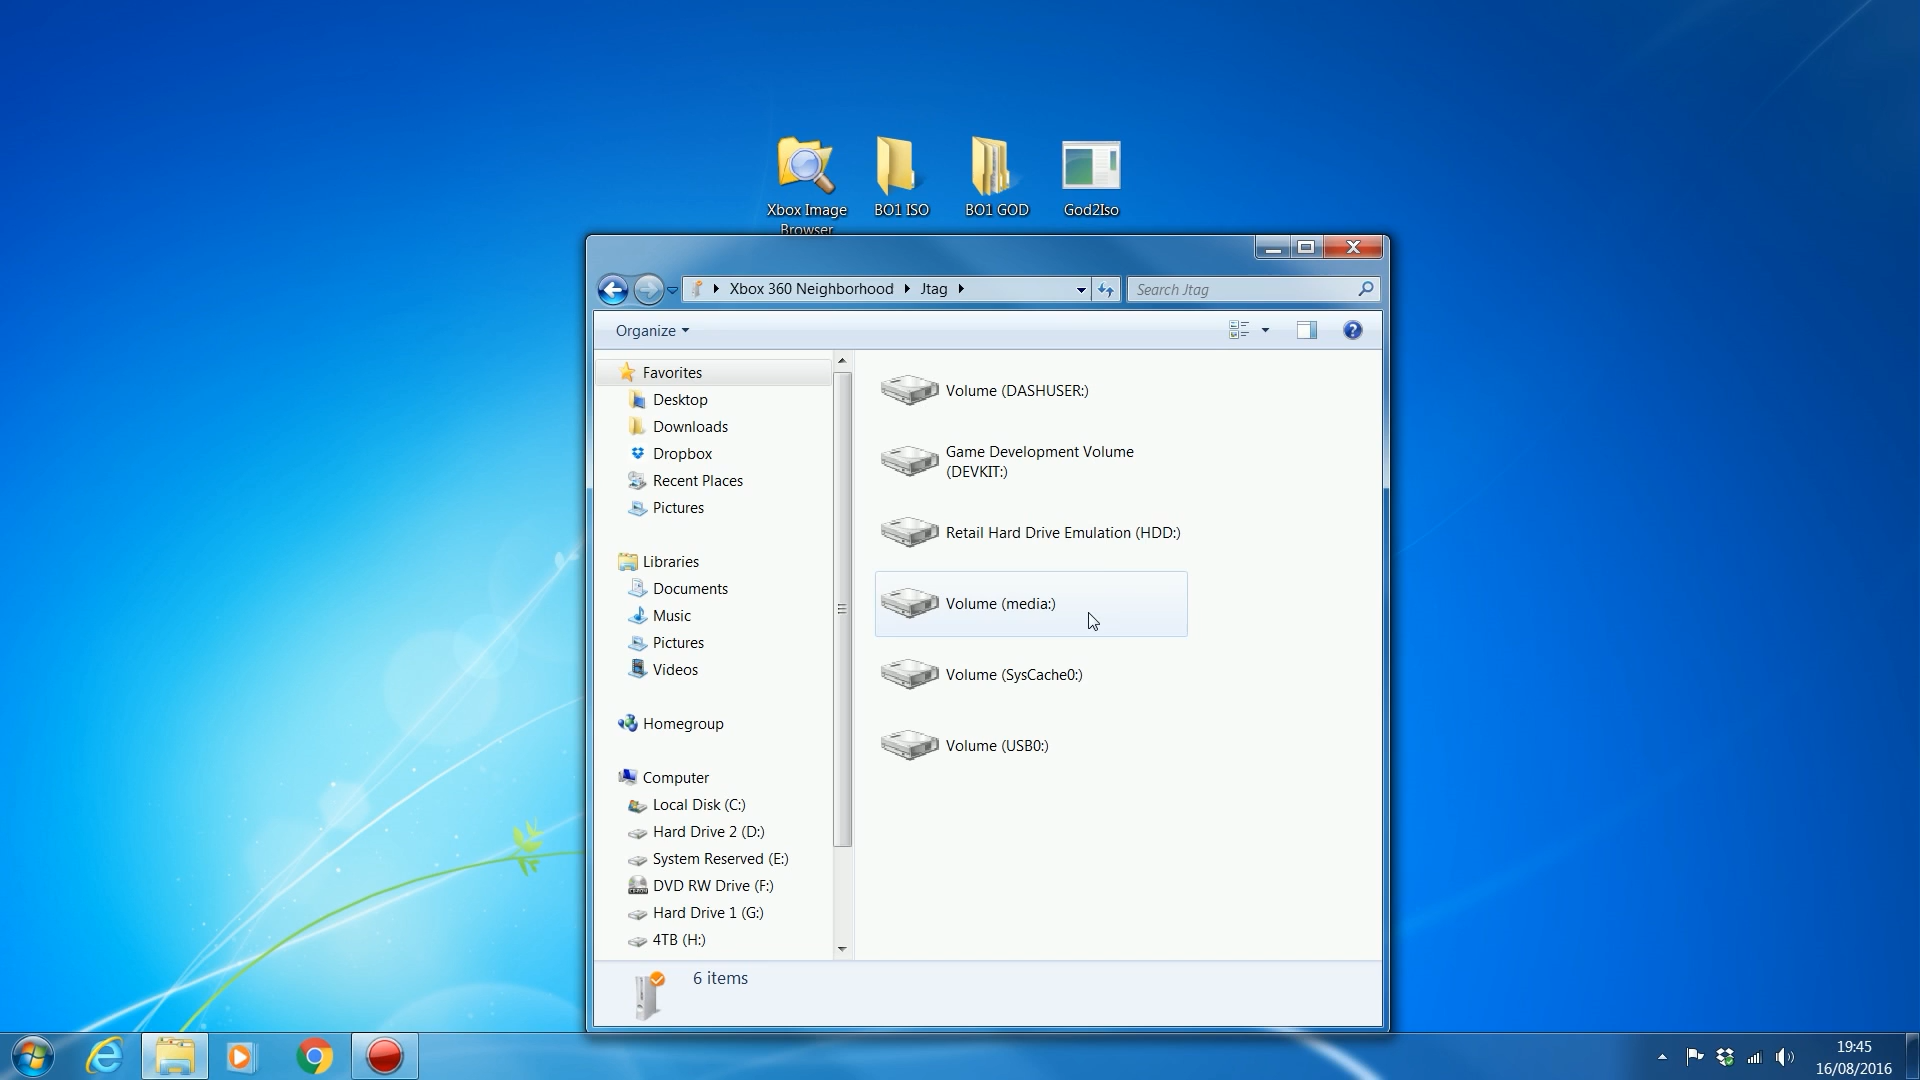 Xbox Image
Browser
BO1 ISO
BO1 GOD
God2Iso
Xbox 360 Neighborhood
Jtag
Search Jtag
Organize
Favorites
Desktop
Downloads
Dropbox
Recent Places
Pictures
Libraries
Documents
Music
Pictures
Videos
Homegroup
Computer
Local Disk (C:)
Hard Drive 2 (D:)
System Reserved (E:)
DVD RW Drive (F:)
Hard Drive 1 (G:)
4TB (H:)
Volume (DASHUSER:)
Game Development Volume
(DEVKIT:)
Retail Hard Drive Emulation (HDD:)
Volume (media:)
Volume (SysCache0:)
Volume (USB0:)
6 items
19:45
16/08/2016